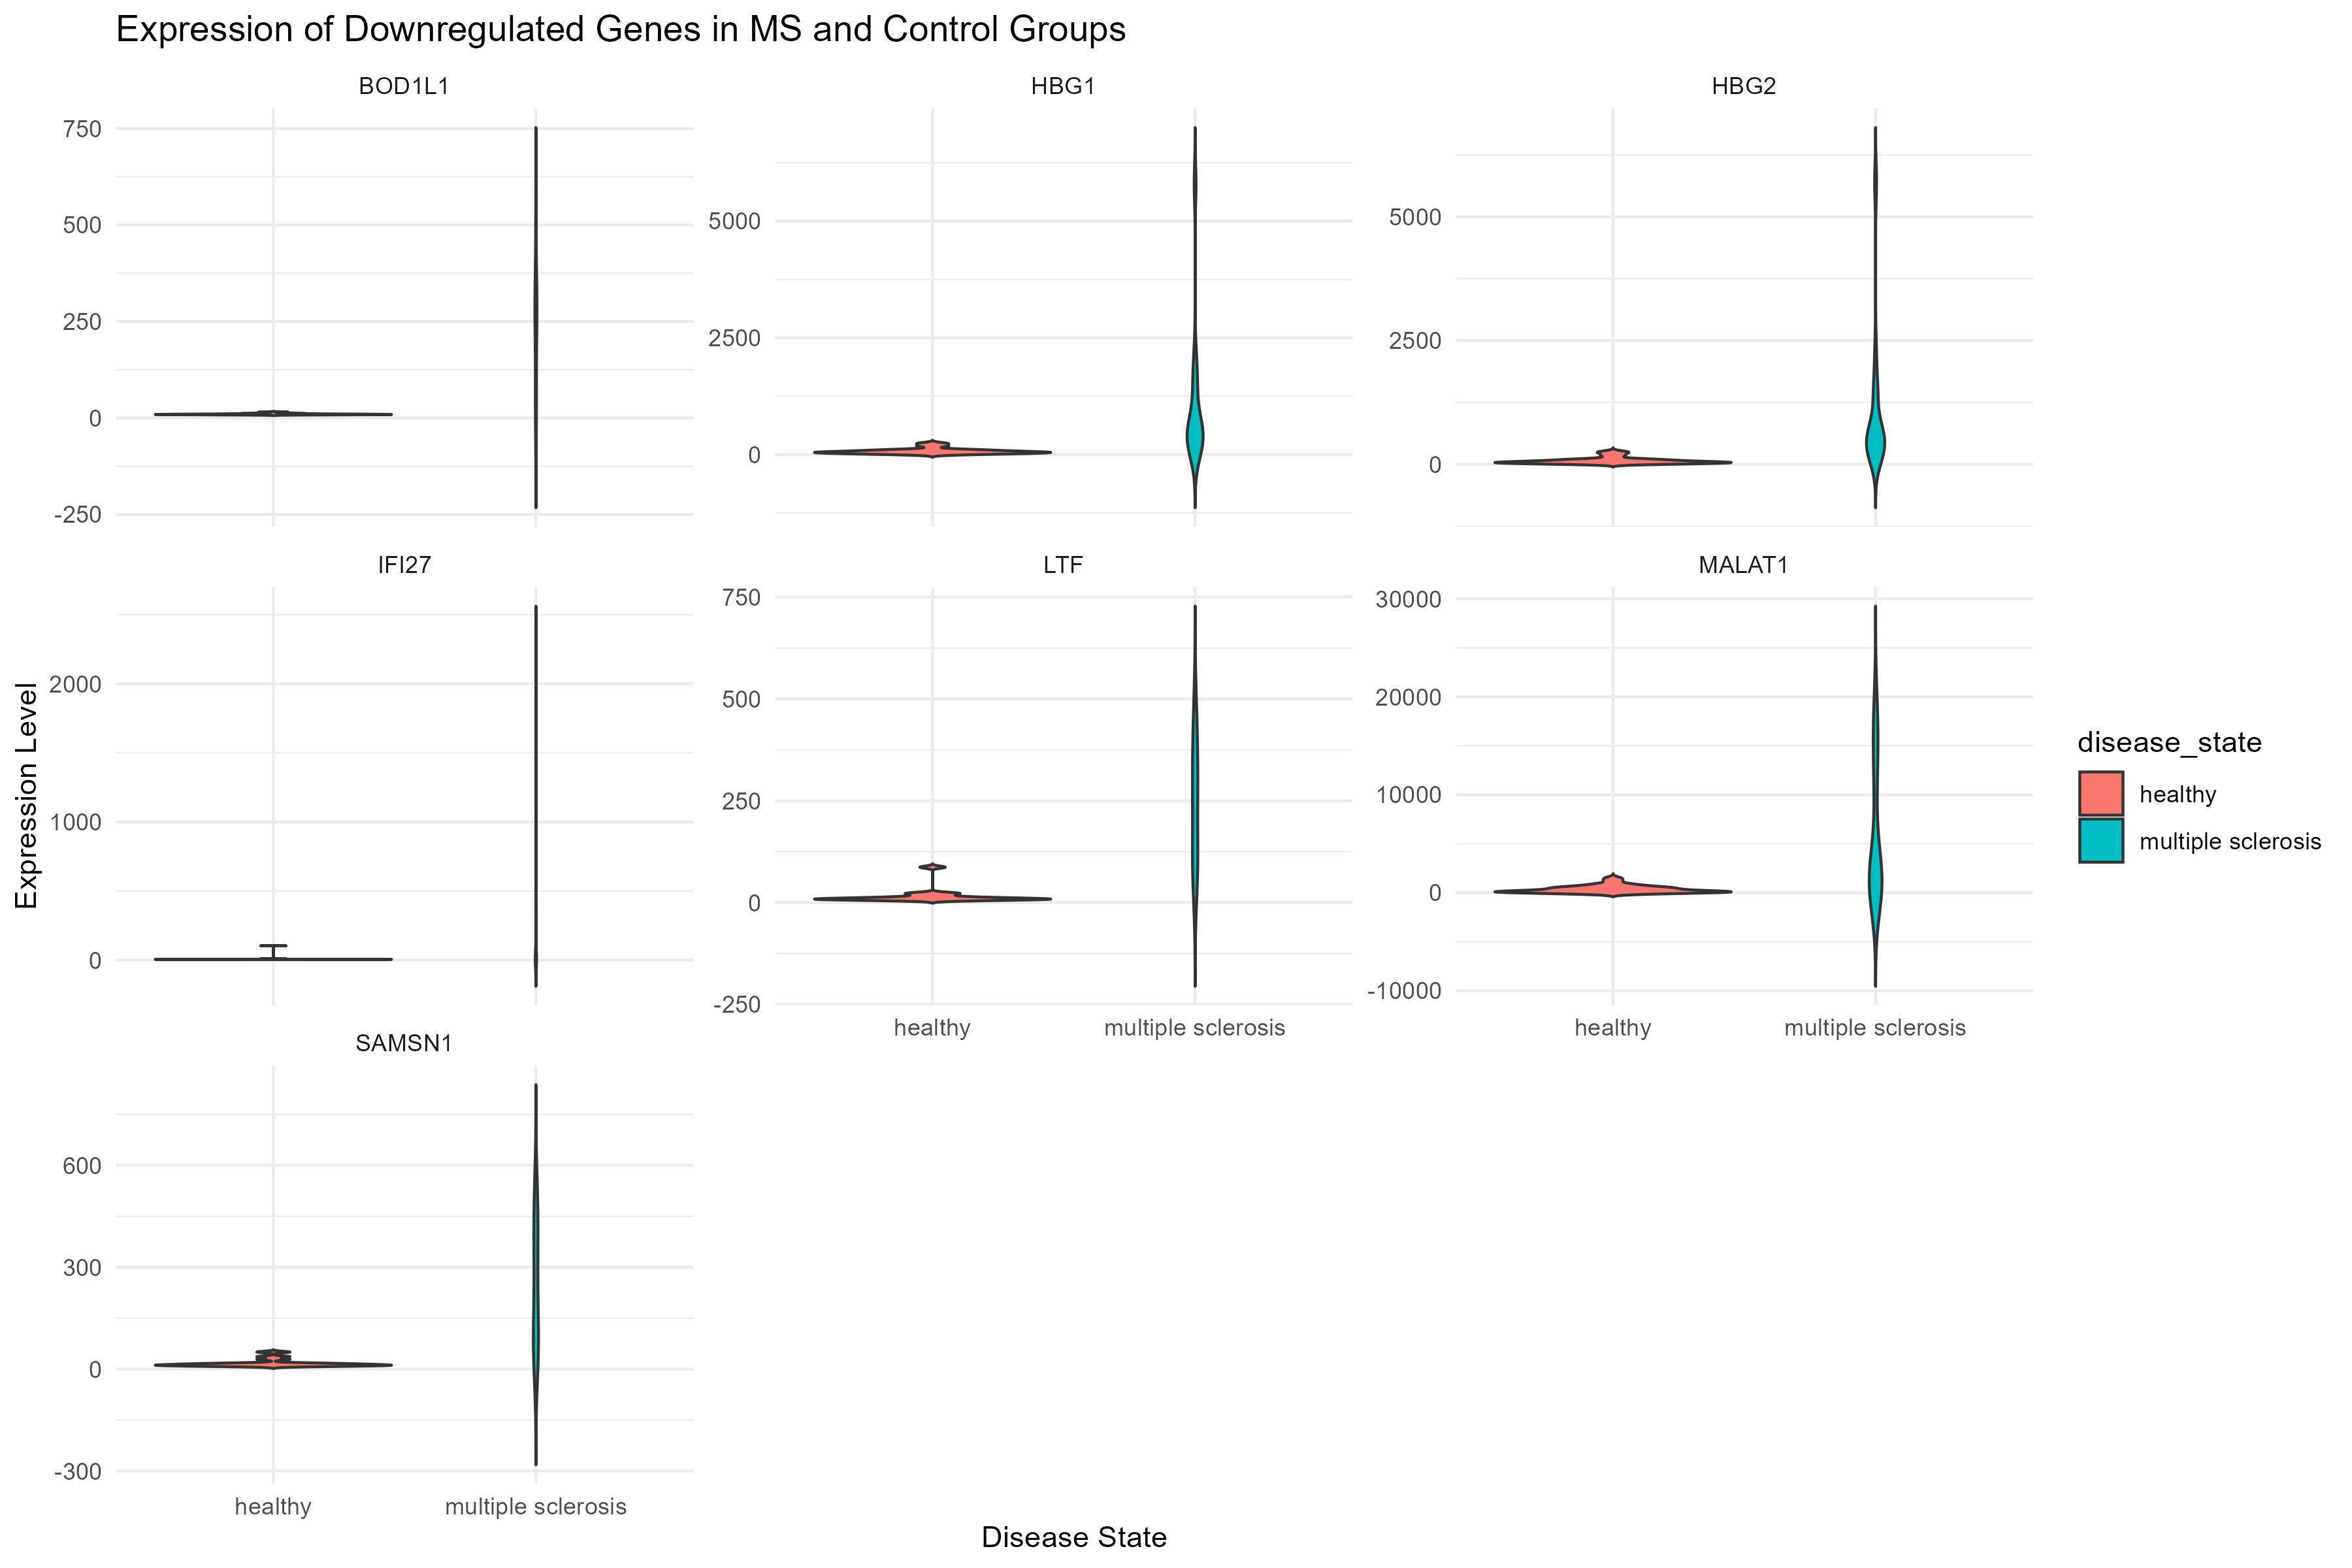 Expression of Downregulated Genes in MS and Control Groups
BOD1L1
HBG1
HBG2
750
500
250
0
-250
5000
2500
0
5000
2500
0
IFI27
LTF
MALAT1
2000
1000
0
750
500
250
0
-250
30000
20000
10000
0
-10000
healthy
multiple sclerosis
healthy
multiple sclerosis
SAMSN1
600
300
0
-300
healthy
multiple sclerosis
Expression Level
Disease State
disease_state
healthy
multiple sclerosis